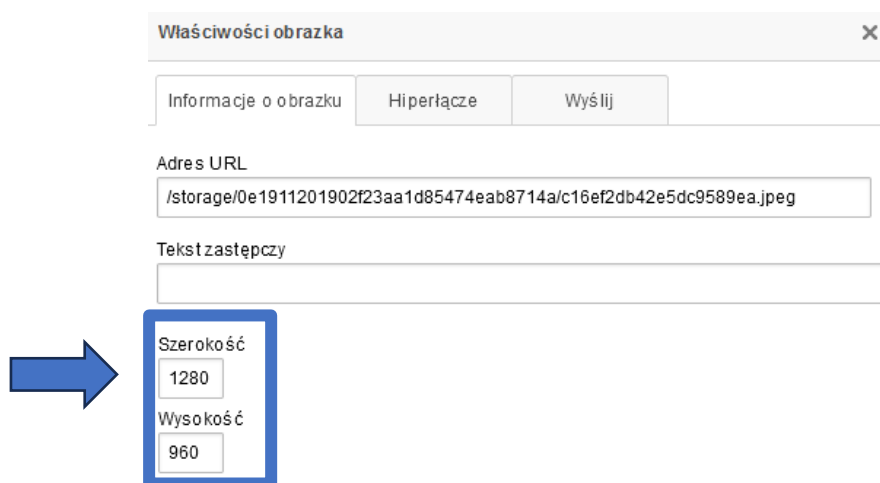 Właściwości obrazka
Informacje o obrazku Hiperłącze Wyślij
Adres URL
/storage/0e1911201902f23aa1d85474eab8714a/c16ef2db42e5dc9589ea.jpeg
Tekst zastępczy
Szerokość
1280
Wysokość
960